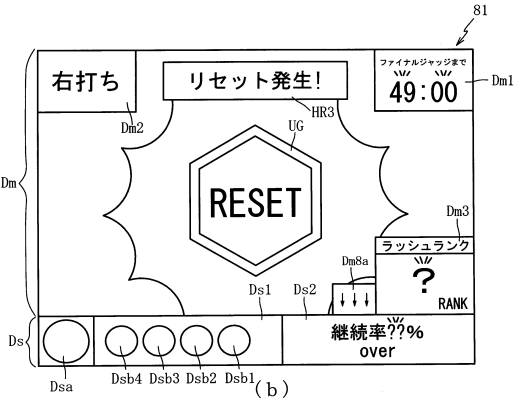 81
右打ち
リセット発生!
ファイナルジャッジまで
49:00
Dm1
Dm2
HR3
UG
Dm
RESET
Dm3
ラッシュランク
?
RANK
Dm8a
Ds1
Ds2
Ds
継続率??%
over
Dsa
Dsb4
Dsb3
Dsb2
Dsb1
(b)